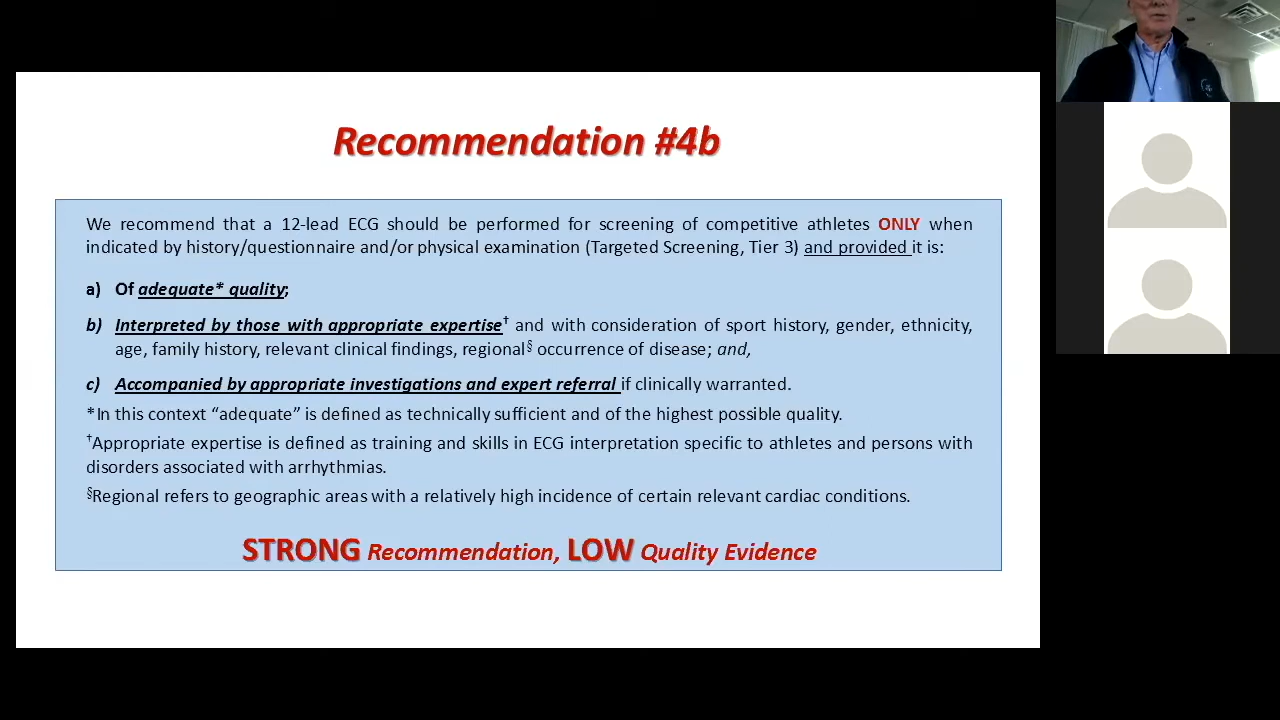 Recommendation #4b
We recommend that a 12-lead ECG should be performed for screening of competitive athletes ONLY when
indicated by history/questionnaire and/or physical examination (Targeted Screening, Tier 3) and provided it is:
a) Of adequate* quality;
b) Interpreted by those with appropriate expertise† and with consideration of sport history, gender, ethnicity,
age, family history, relevant clinical findings, regional§ occurrence of disease; and,
c) Accompanied by appropriate investigations and expert referral if clinically warranted.
*In this context “adequate” is defined as technically sufficient and of the highest possible quality.
†Appropriate expertise is defined as training and skills in ECG interpretation specific to athletes and persons with
disorders associated with arrhythmias.
§Regional refers to geographic areas with a relatively high incidence of certain relevant cardiac conditions.
STRONG Recommendation, LOW Quality Evidence